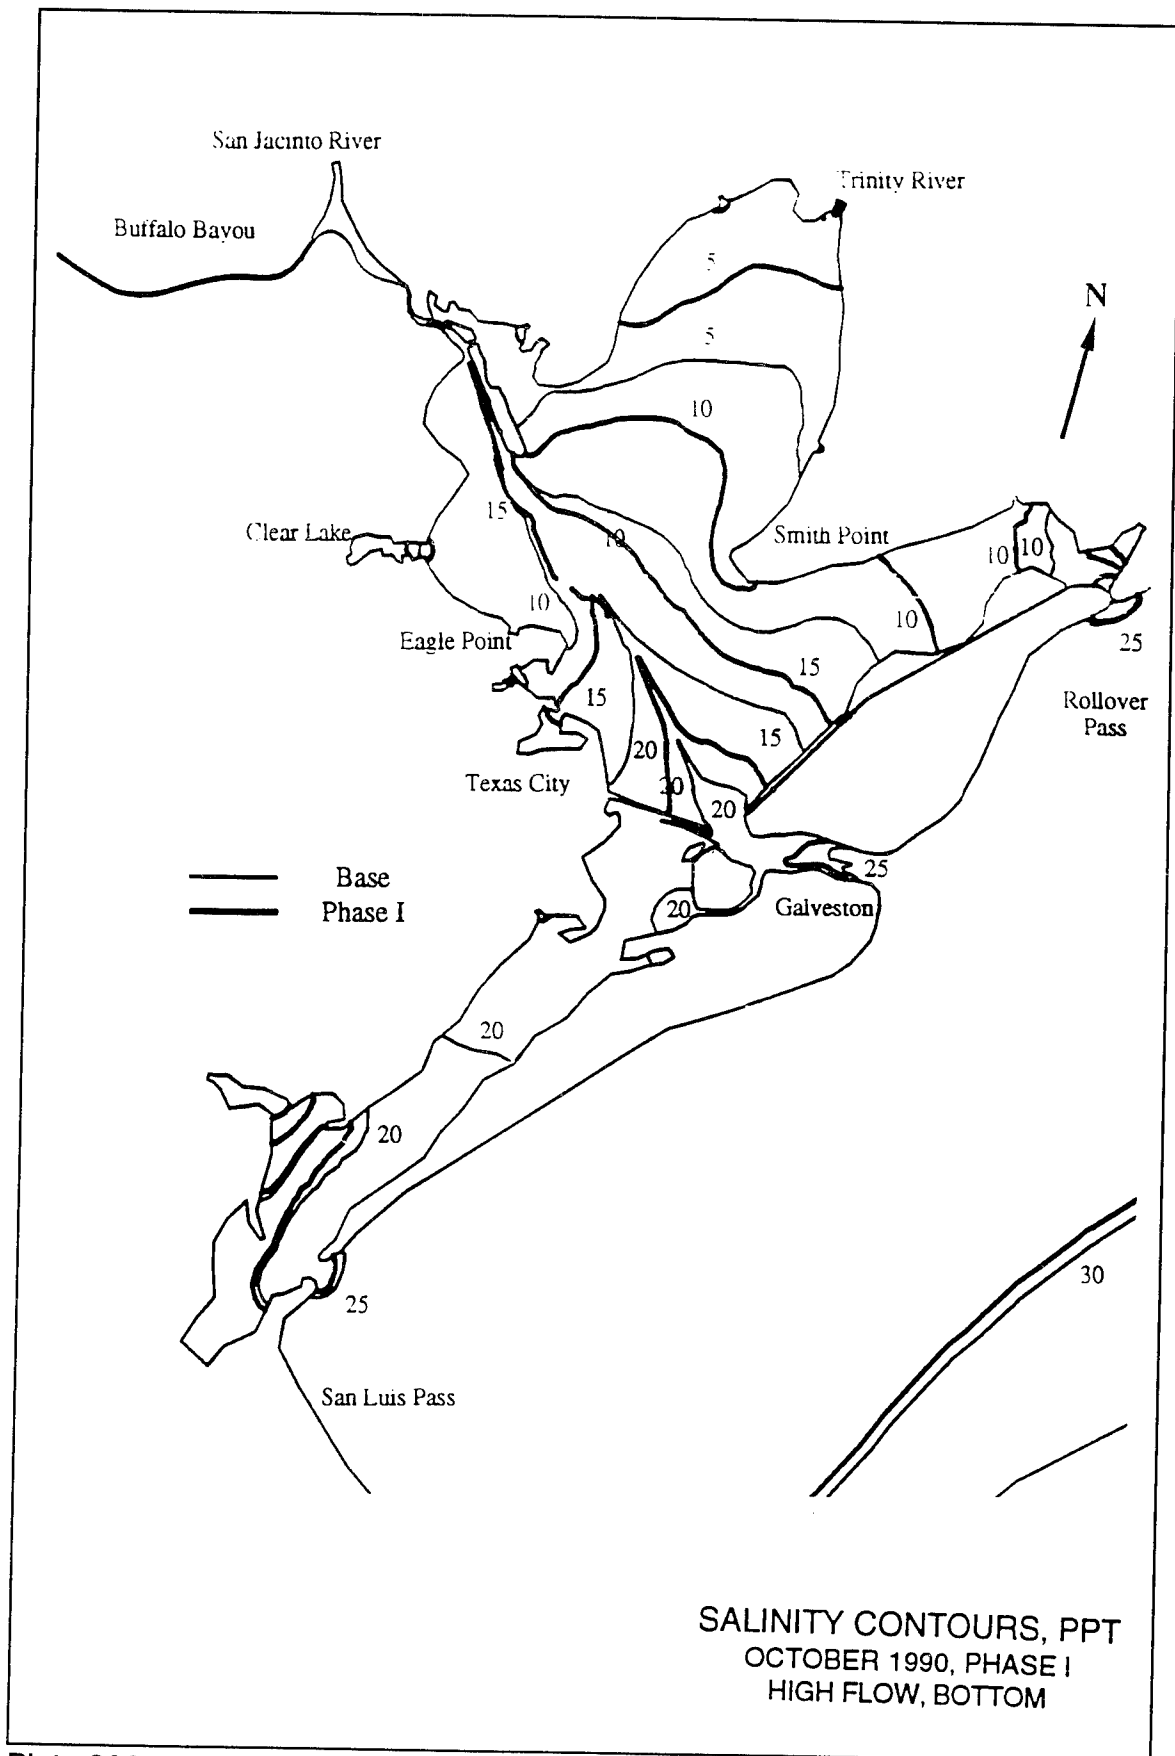 San Jacinto River
Trinity River
Buffalo Bayou
5
N
5
10
15
Clear Lake
10
Smith Point
10
10
10
10
Eagle Point
25
15
15
Rollover
Pass
15
20
Texas City
20
20
25
Base
Phase I
20
Galveston
20
20
30
25
San Luis Pass
SALINITY CONTOURS, PPT
OCTOBER 1990, PHASE I
HIGH FLOW, BOTTOM